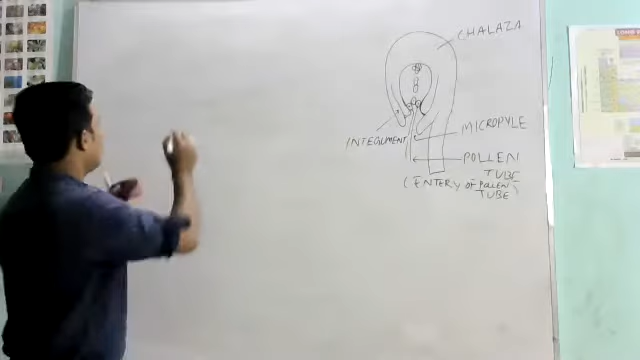 CHALAZA
INTEGUMENT
MICROPYLE
POLLEN
TUBE
(ENTERY OF POLLEN
TUBE)